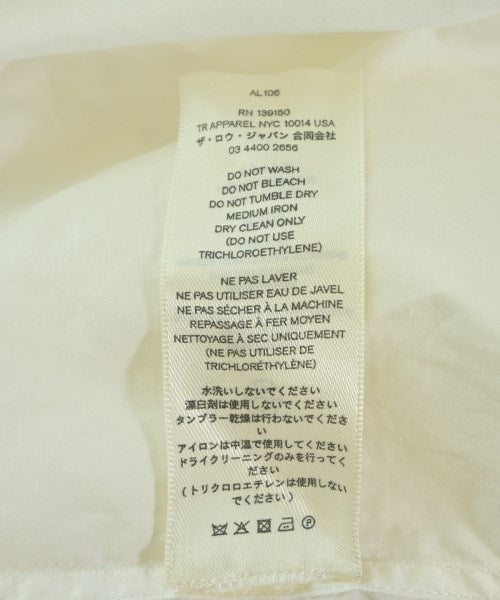 AL106
RN 139150
TR APPAREL NYC 10014 USA
ザ・ロウ・ジャパン 合同会社
03 4400 2656
DO NOT WASH
DO NOT BLEACH
DO NOT TUMBLE DRY
MEDIUM IRON
DRY CLEAN ONLY
(DO NOT USE
TRICHLOROETHYLENE)
NE PAS LAVER
NE PAS UTILISER EAU DE JAVEL
NE PAS SÉCHER À LA MACHINE
REPASSAGE À FER MOYEN
NETTOYAGE À SEC UNIQUEMENT
(NE PAS UTILISER DE
TRICHLORÉTHYLÈNE)
水洗いしないでください
漂白剤は使用しないでください
タンブラー乾燥は行わないでくださ
い
アイロンは中温で使用してください
ドライクリーニングのみを行ってく
ださい
(トリクロロエチレンは使用しない
でください)
P